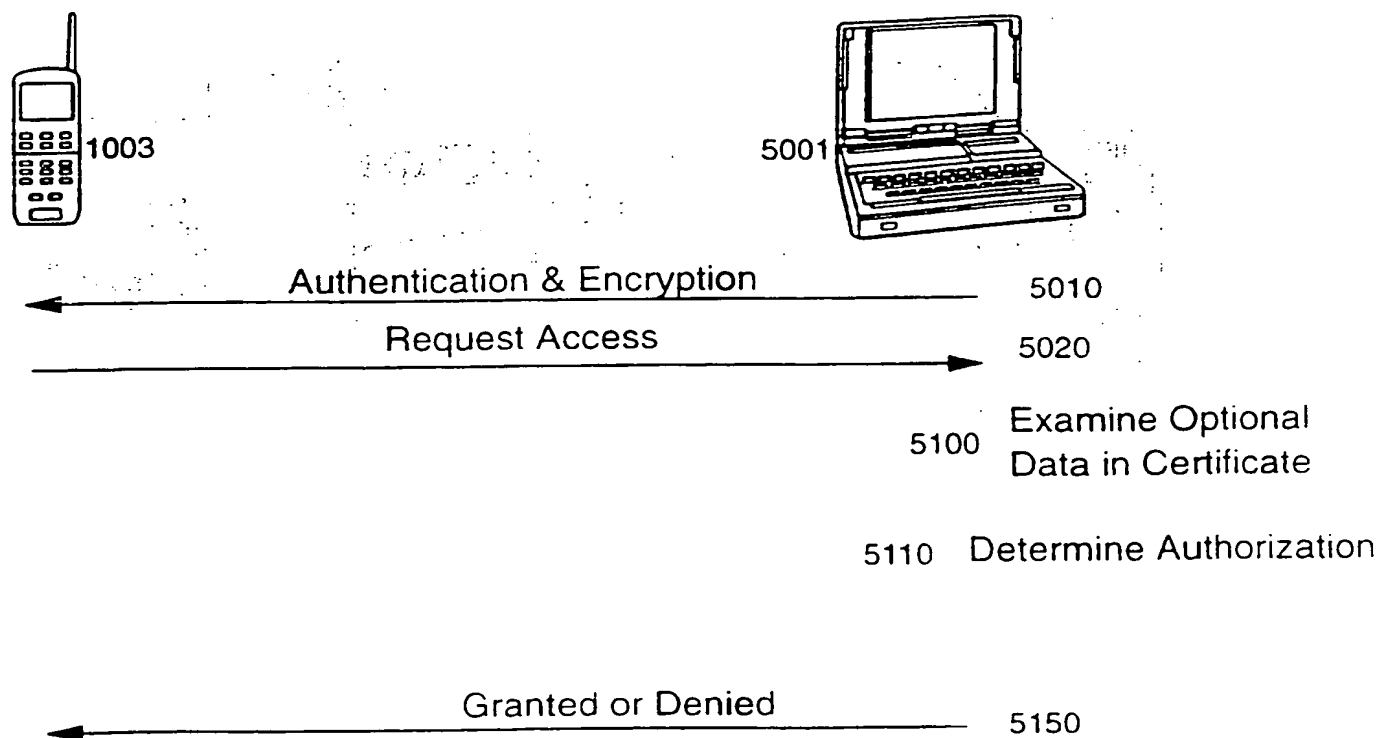 1003
5001
Authentication & Encryption 5010
Request Access 5020
5100 Examine Optional
Data in Certificate
5110 Determine Authorization
Granted or Denied 5150